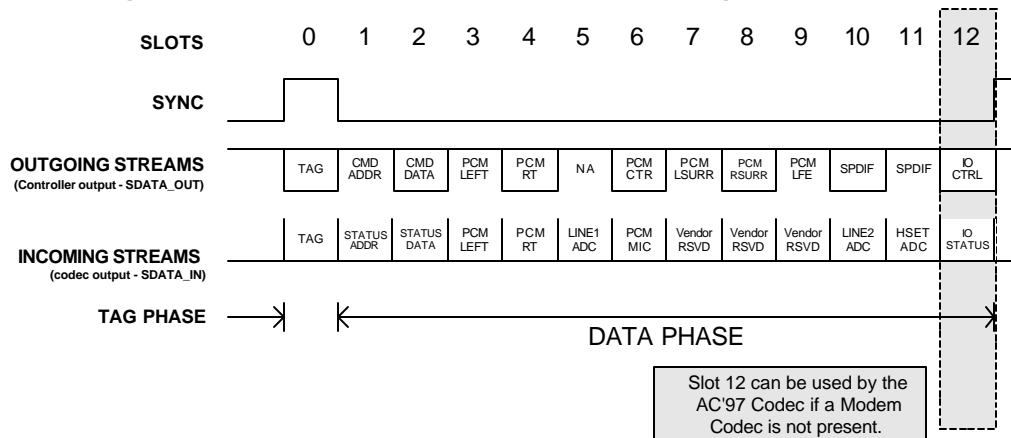 SLOTS 0 1 2 3 4 5 6 7 8 9 10 11 12
SYNC
OUTGOING STREAMS
(Controller output - SDATA_OUT)
TAG CMD ADDR CMD DATA PCM LEFT PCM RT NA PCM CTR PCM LSURR PCM RSURR PCM LFE SPDIF SPDIF IO CTRL
INCOMING STREAMS
(codec output - SDATA_IN)
TAG STATUS ADDR STATUS DATA PCM LEFT PCM RT LINE1 ADC PCM MIC Vendor RSVD Vendor RSVD Vendor RSVD LINE2 ADC HSET ADC IO STATUS
TAG PHASE
DATA PHASE
Slot 12 can be used by the
AC'97 Codec if a Modem
Codec is not present.